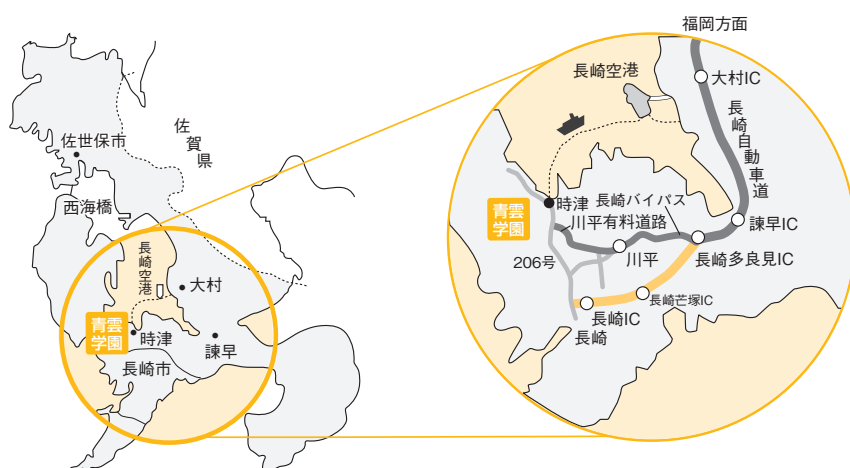 佐世保市
佐賀県
西海橋
長崎空港
大村
青雲
学園
時津
諫早
長崎市
福岡方面
長崎空港
大村IC
長崎自動車道
青雲
学園
時津
長崎バイパス
川平有料道路
諫早IC
206号
川平
長崎多良見IC
長崎芒塚IC
長崎IC
長崎